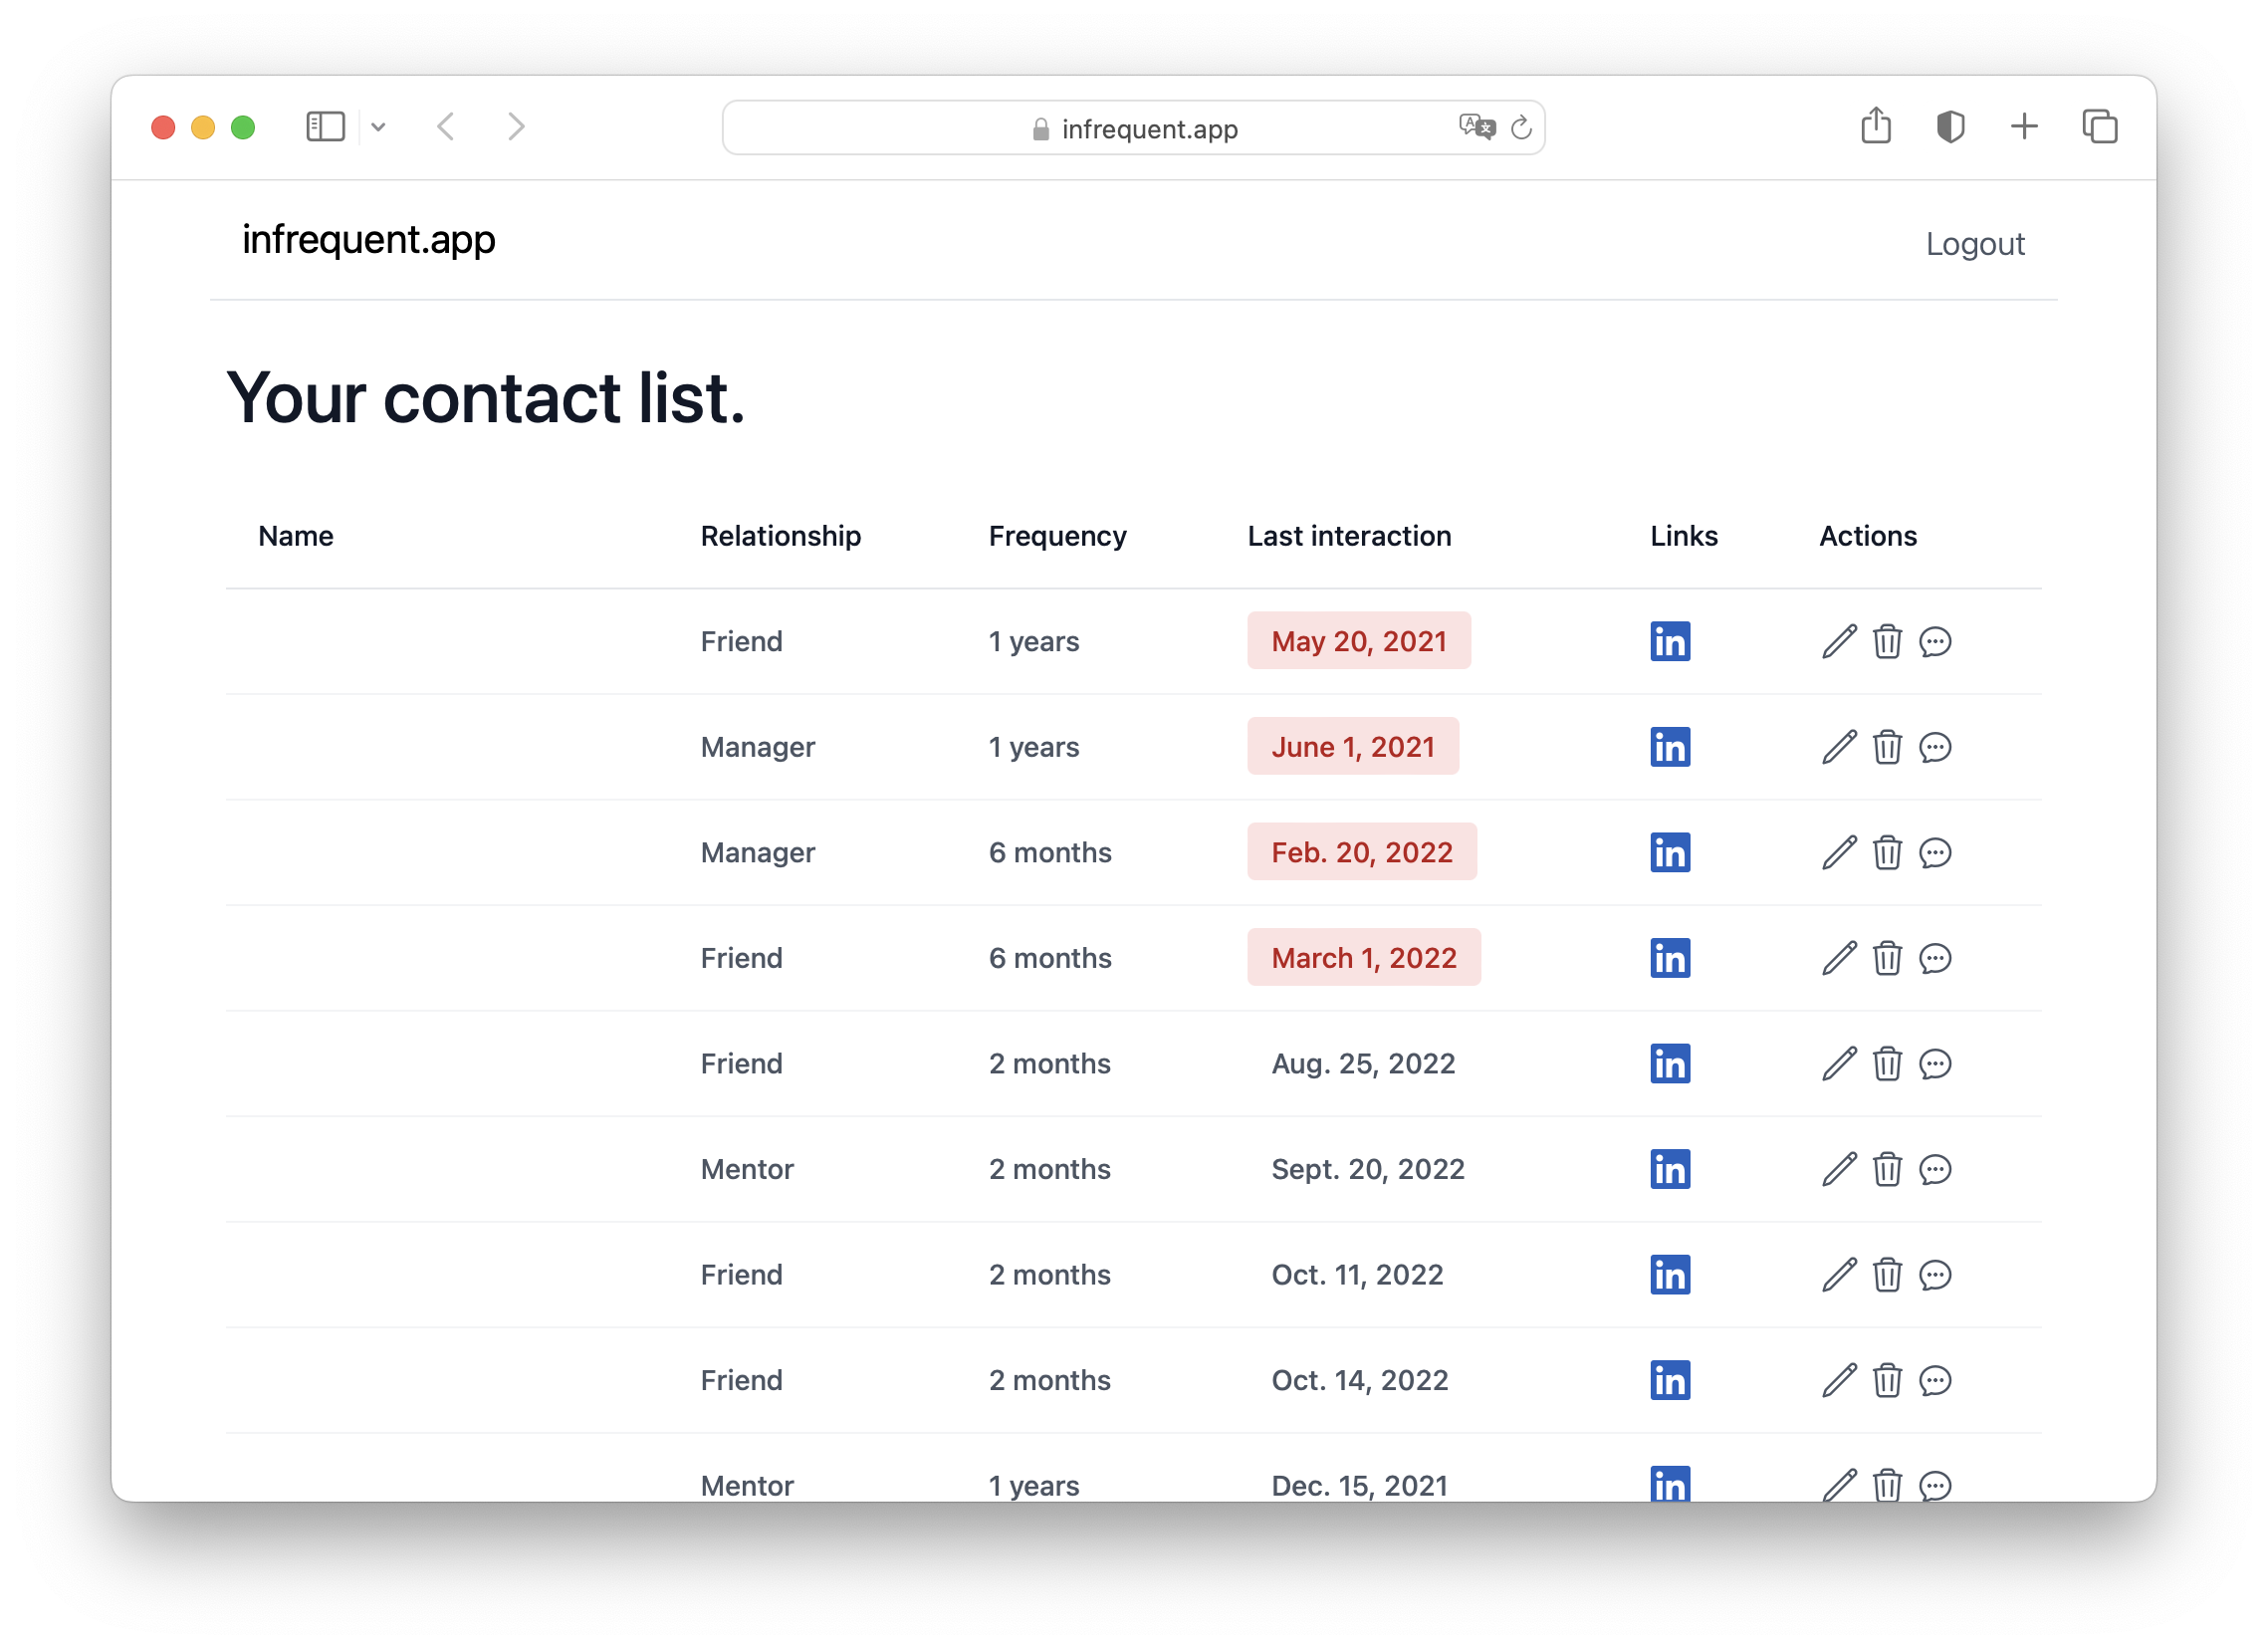 infrequent.app
infrequent.app Logout
Your contact list.
Name Relationship Frequency Last interaction Links Actions
Friend 1 years May 20, 2021 in
Manager 1 years June 1, 2021 in
Manager 6 months Feb. 20, 2022 in
Friend 6 months March 1, 2022 in
Friend 2 months Aug. 25, 2022 in
Mentor 2 months Sept. 20, 2022 in
Friend 2 months Oct. 11, 2022 in
Friend 2 months Oct. 14, 2022 in
Mentor 1 years Dec. 15, 2021 in